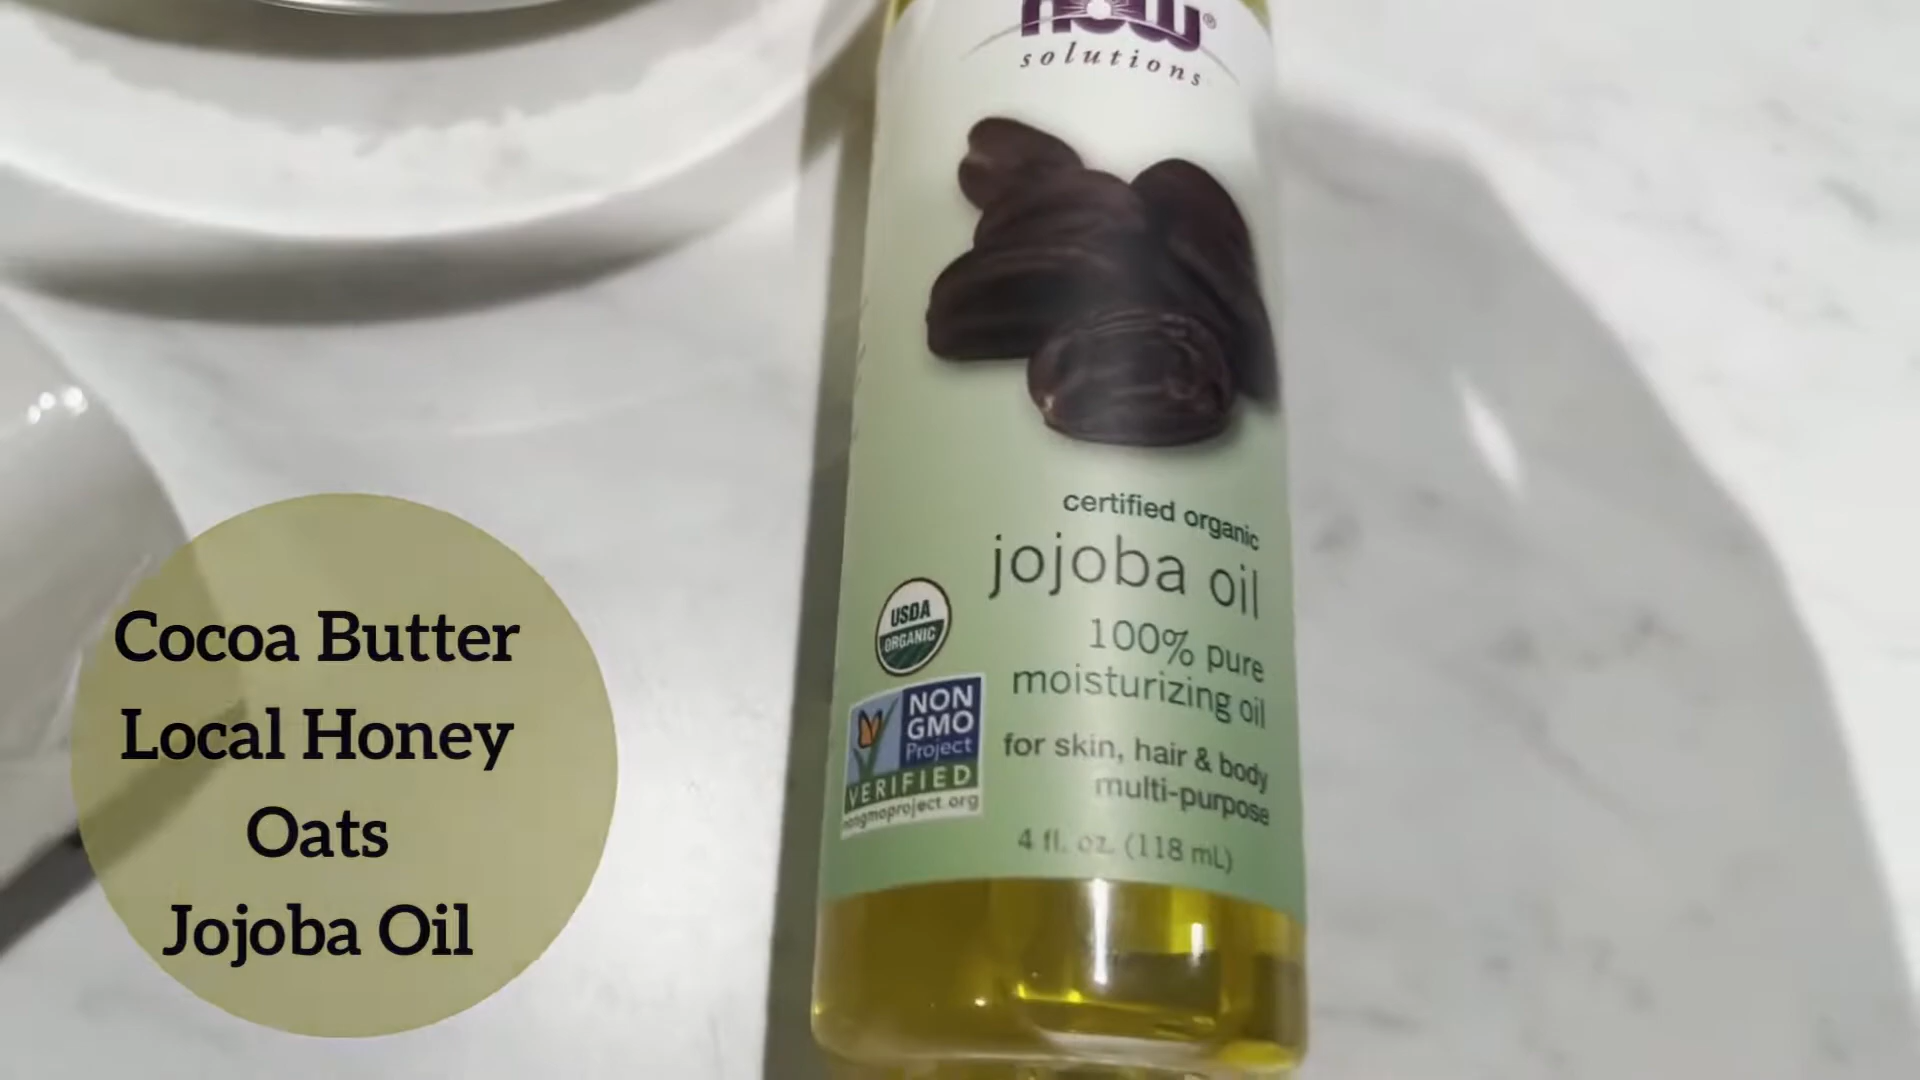 now®
solutions
certified organic
jojoba oil
100% pure
moisturizing oil
for skin, hair & body
multi-purpose
4 fl. oz. (118 mL)
USDA
ORGANIC
NON
GMO
Project
VERIFIED
nongmoproject.org
Cocoa Butter
Local Honey
Oats
Jojoba Oil